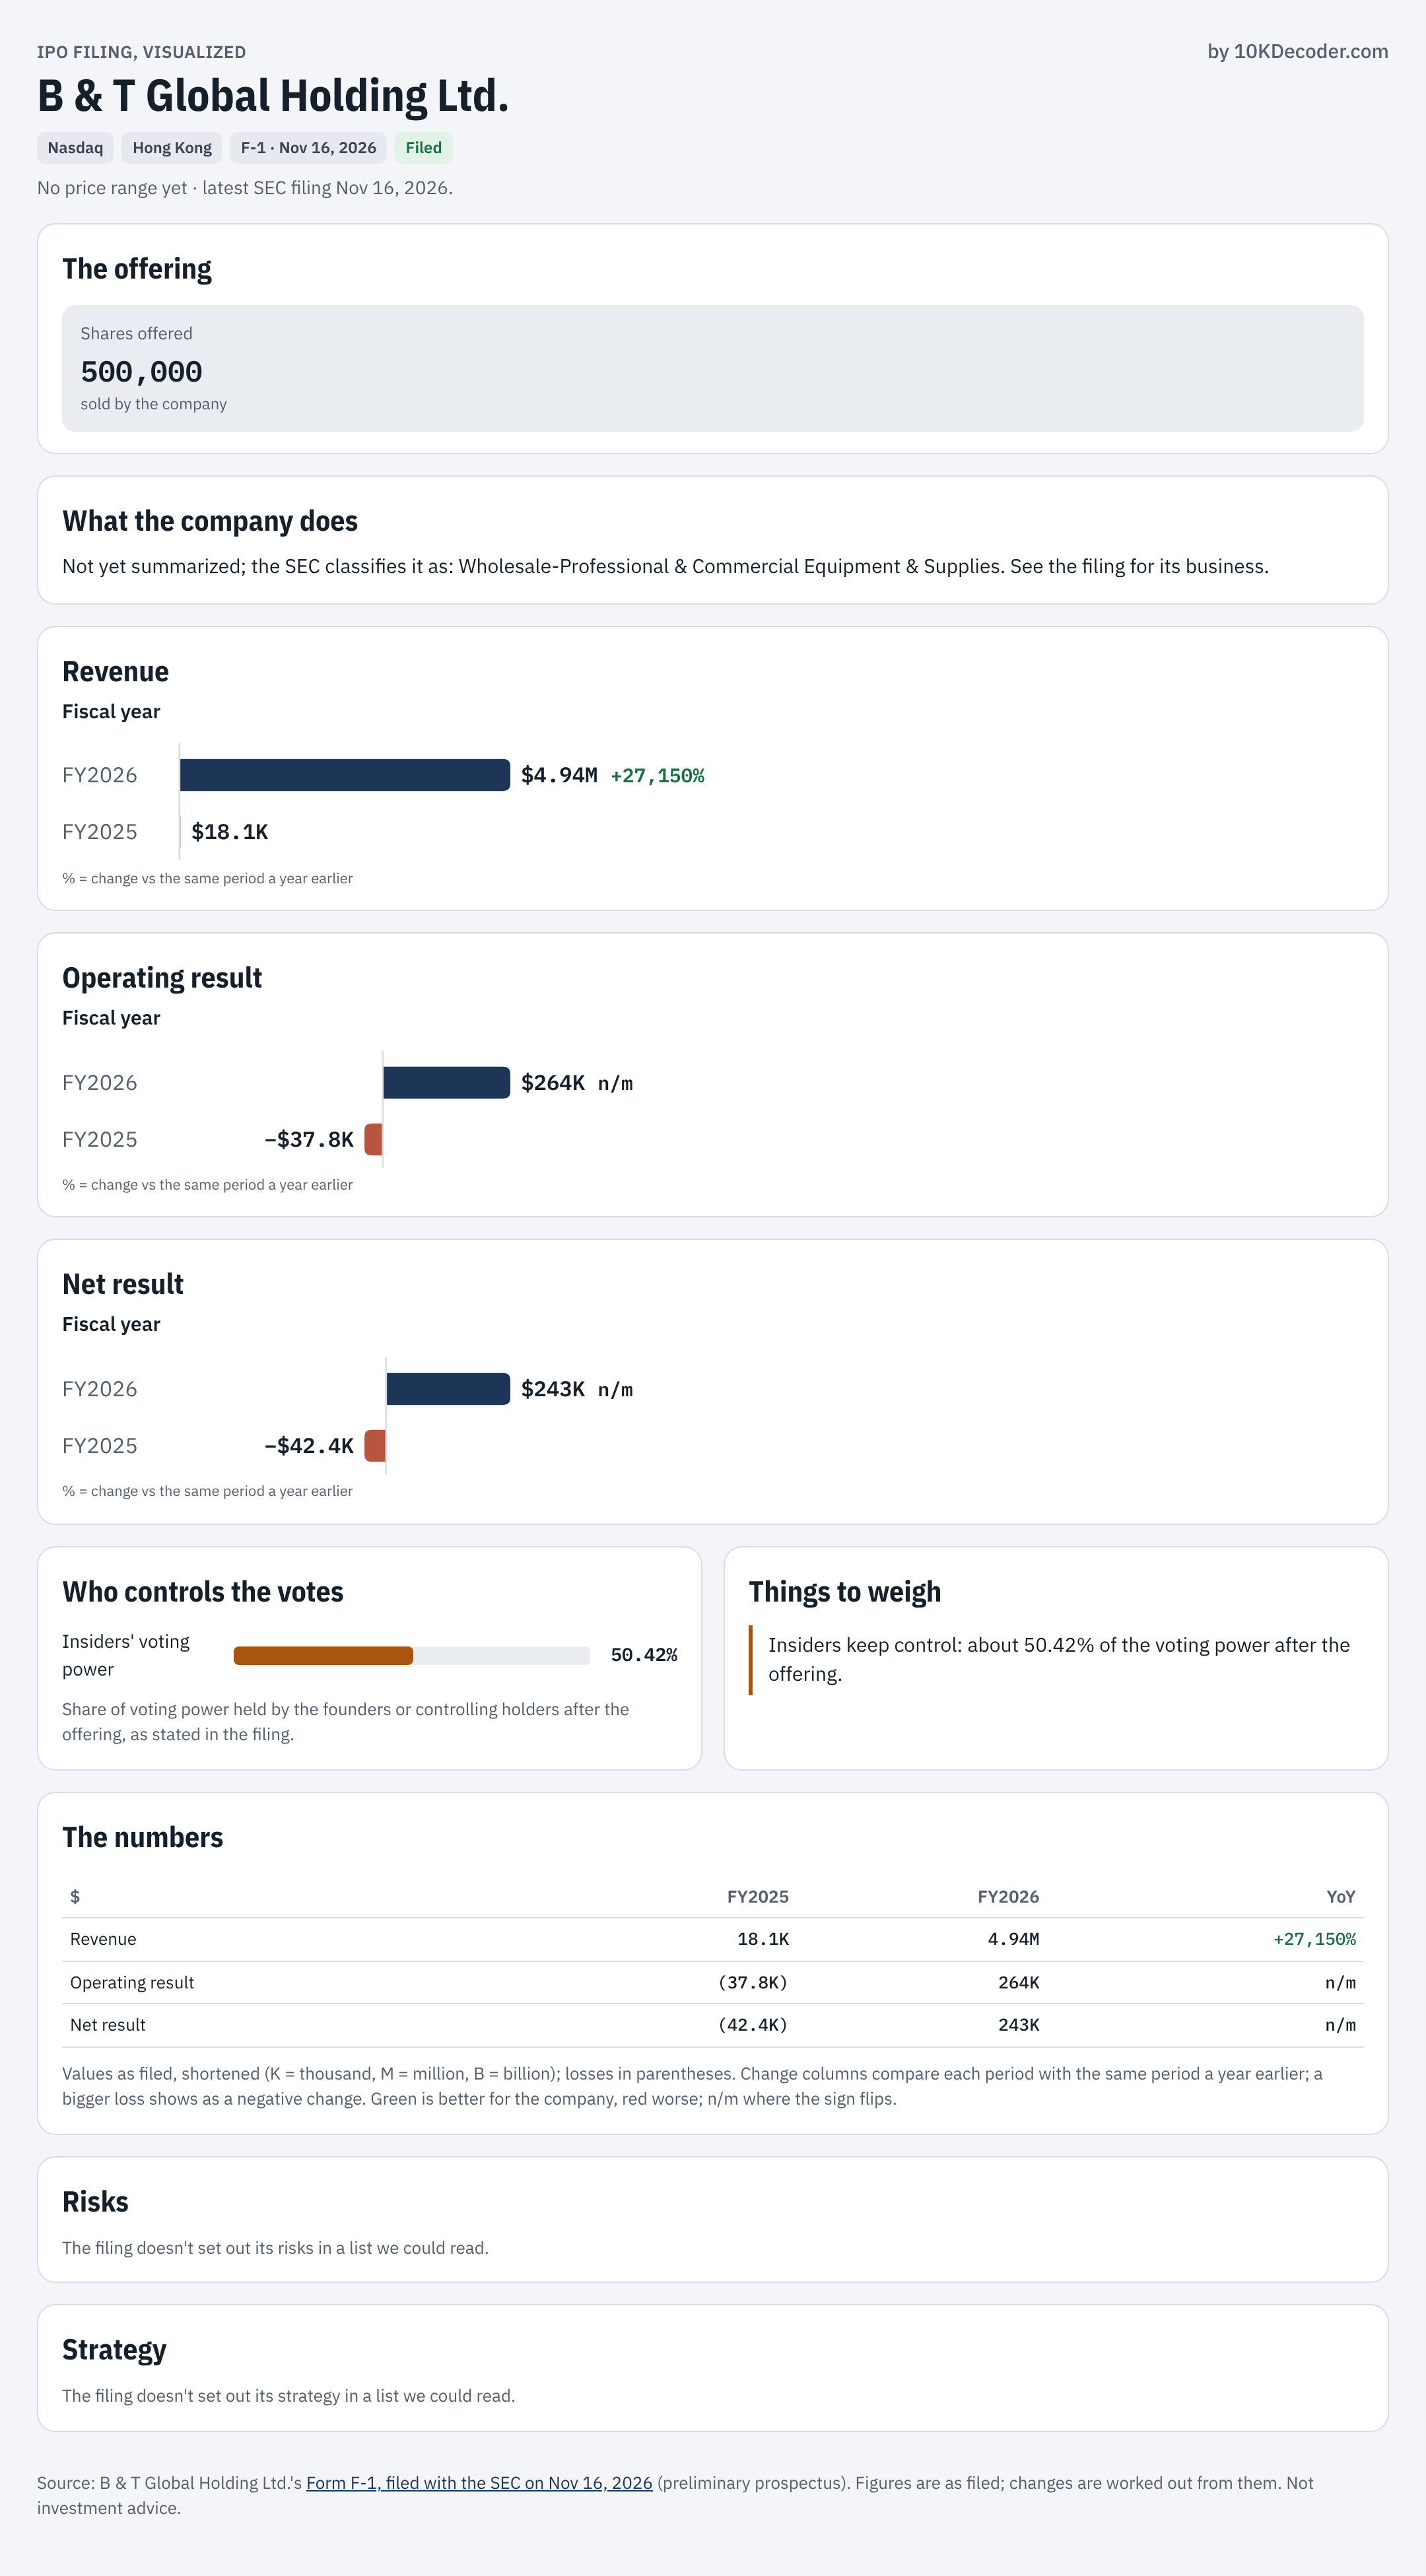 IPO FILING, VISUALIZED
by 10KDecoder.com
B & T Global Holding Ltd.
Nasdaq Hong Kong F-1 · Nov 16, 2026 Filed
No price range yet · latest SEC filing Nov 16, 2026.
The offering
Shares offered
500,000
sold by the company
What the company does
Not yet summarized; the SEC classifies it as: Wholesale-Professional & Commercial Equipment & Supplies. See the filing for its business.
Revenue
Fiscal year
FY2026 $4.94M +27,150%
FY2025 $18.1K
% = change vs the same period a year earlier
Operating result
Fiscal year
FY2026 $264K n/m
FY2025 −$37.8K
% = change vs the same period a year earlier
Net result
Fiscal year
FY2026 $243K n/m
FY2025 −$42.4K
% = change vs the same period a year earlier
Who controls the votes
Insiders' voting
power
50.42%
Share of voting power held by the founders or controlling holders after the
offering, as stated in the filing.
Things to weigh
Insiders keep control: about 50.42% of the voting power after the
offering.
The numbers
$ FY2025 FY2026 YoY
Revenue 18.1K 4.94M +27,150%
Operating result (37.8K) 264K n/m
Net result (42.4K) 243K n/m
Values as filed, shortened (K = thousand, M = million, B = billion); losses in parentheses. Change columns compare each period with the same period a year earlier; a
bigger loss shows as a negative change. Green is better for the company, red worse; n/m where the sign flips.
Risks
The filing doesn't set out its risks in a list we could read.
Strategy
The filing doesn't set out its strategy in a list we could read.
Source: B & T Global Holding Ltd.'s Form F-1, filed with the SEC on Nov 16, 2026 (preliminary prospectus). Figures are as filed; changes are worked out from them. Not
investment advice.